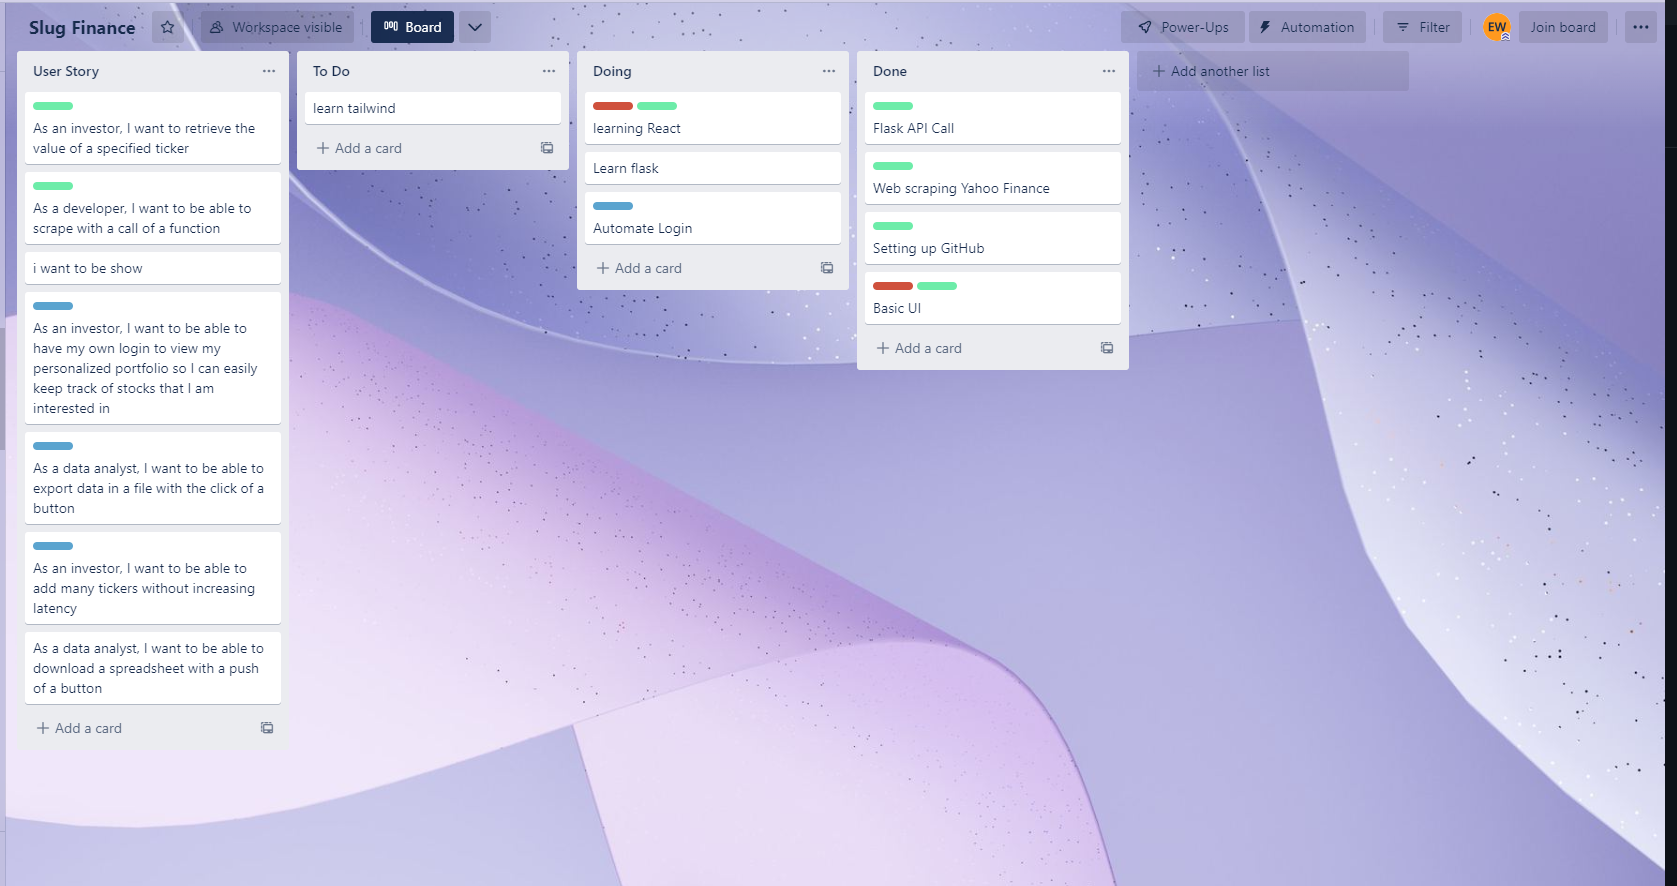 Slug Finance
Workspace visible
Board
Power-Ups
Automation
Filter
EW
Join board
User Story
As an investor, I want to retrieve the
value of a specified ticker
As a developer, I want to be able to
scrape with a call of a function
i want to be show
As an investor, I want to be able to
have my own login to view my
personalized portfolio so I can easily
keep track of stocks that I am
interested in
As a data analyst, I want to be able to
export data in a file with the click of a
button
As an investor, I want to be able to
add many tickers without increasing
latency
As a data analyst, I want to be able to
download a spreadsheet with a push
of a button
Add a card
To Do
learn tailwind
Add a card
Doing
learning React
Learn flask
Automate Login
Add a card
Done
Flask API Call
Web scraping Yahoo Finance
Setting up GitHub
Basic UI
Add a card
Add another list